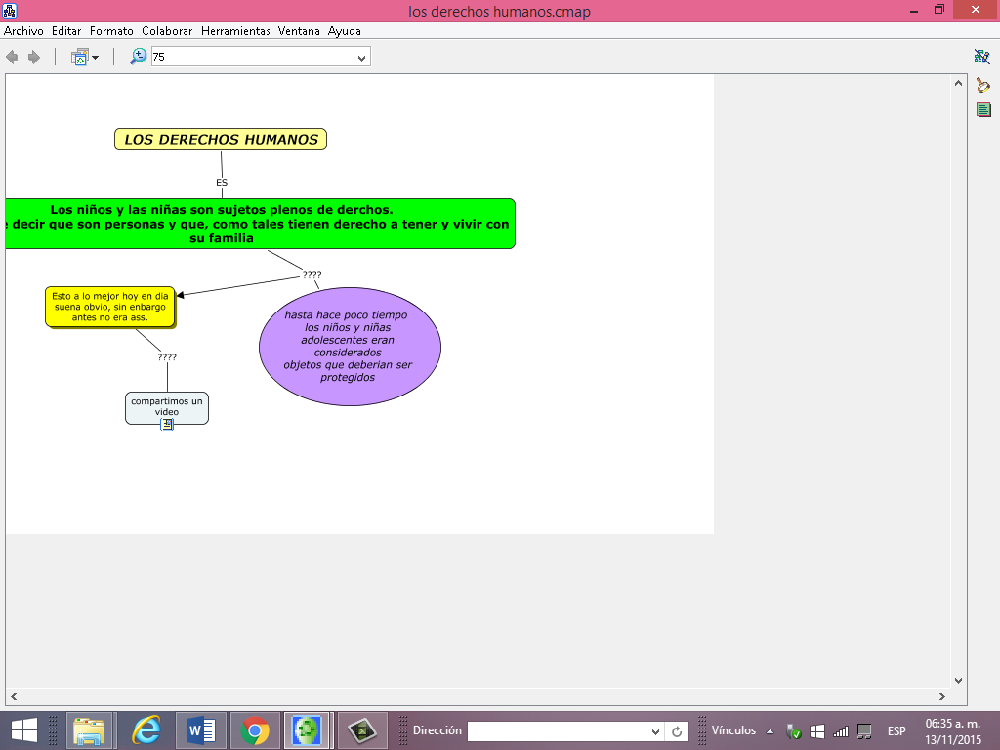 los derechos humanos.cmap
Archivo Editar Formato Colaborar Herramientas Ventana Ayuda
75
LOS DERECHOS HUMANOS
ES
Los niños y las niñas son sujetos plenos de derchos.
decir que son personas y que, como tales tienen derecho a tener y vivir con
su familia
????
Esto a lo mejor hoy en dia
suena obvio, sin enbargo
antes no era ass.
hasta hace poco tiempo
los niños y niñas
adolescentes eran
considerados
objetos que deberian ser
protegidos
????
compartimos un
video
Dirección
Vínculos
ESP
06:35 a. m.
13/11/2015